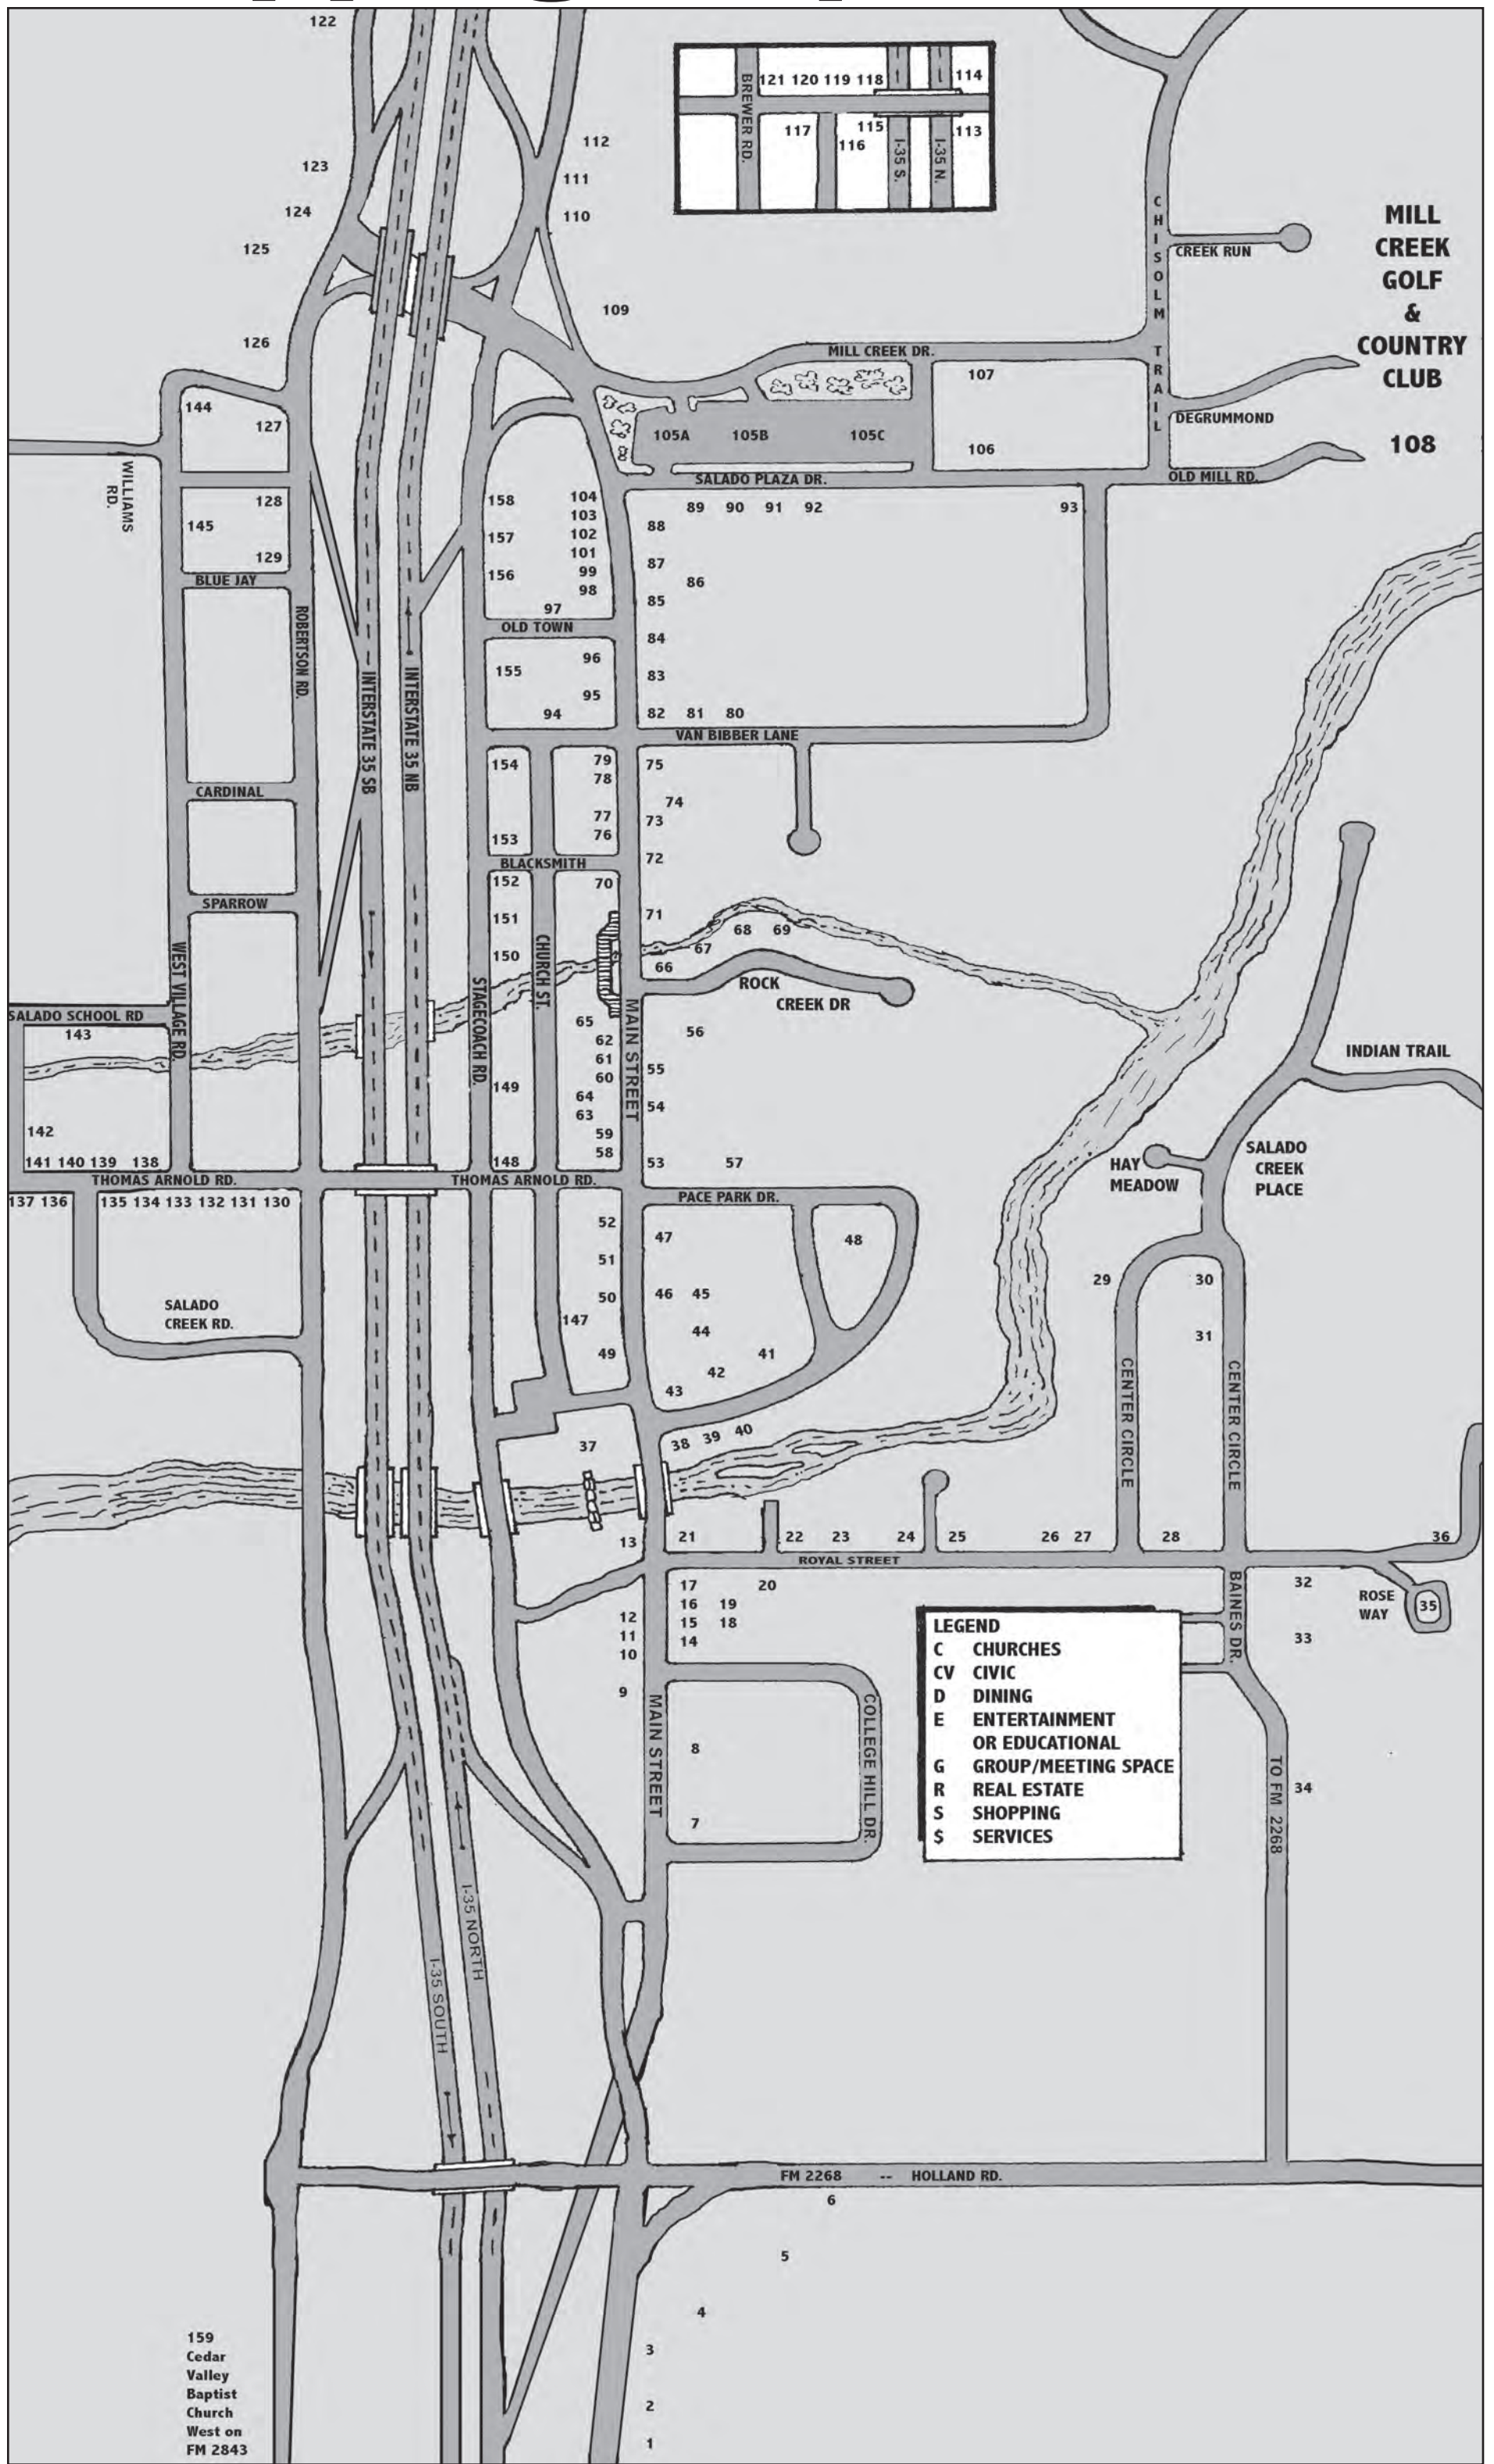 122
BREWER RD.
121 120 119 118
114
117
115
116
113
I-35 S.
I-35 N.
112
123
111
124
110
125
109
126
CHISOLM TRAIL
CREEK RUN
MILL
CREEK
GOLF
&
COUNTRY
CLUB
108
MILL CREEK DR.
107
DEGRUMMOND
106
OLD MILL RD.
105A 105B 105C
SALADO PLAZA DR.
144
127
WILLIAMS
RD.
128
145
129
BLUE JAY
ROBERTSON RD.
INTERSTATE 35 SB
INTERSTATE 35 NB
158
104
103
157
102
101
156
99
98
97
OLD TOWN
88
89 90 91 92
93
87
86
85
84
83
82 81 80
155
96
95
94
VAN BIBBER LANE
CARDINAL
154
79
78
75
77
74
76
73
153
BLACKSMITH
72
152
70
SPARROW
151
71
68 69
150
67
66
WEST VILLAGE RD.
CHURCH ST.
STAGECOACH RD.
MAIN STREET
ROCK
CREEK DR
SALADO SCHOOL RD
143
65
62
61
60
64
63
59
58
56
55
54
53
57
149
148
142
141 140 139 138
THOMAS ARNOLD RD.
THOMAS ARNOLD RD.
137 136
135 134 133 132 131 130
PACE PARK DR.
INDIAN TRAIL
HAY
MEADOW
SALADO
CREEK
PLACE
52
47
48
51
50
46 45
147
44
49
41
42
43
SALADO
CREEK RD.
29
30
31
CENTER CIRCLE
CENTER CIRCLE
37
38 39 40
13
21
22 23 24
25
26 27
28
36
ROYAL STREET
17
20
16
19
12
15
18
11
14
10
9
MAIN STREET
8
COLLEGE HILL DR.
7
BAINES DR.
32
ROSE
WAY
35
33
34
TO FM 2268
LEGEND
C CHURCHES
CV CIVIC
D DINING
E ENTERTAINMENT
OR EDUCATIONAL
G GROUP/MEETING SPACE
R REAL ESTATE
S SHOPPING
$ SERVICES
I-35 NORTH
I-35 SOUTH
FM 2268 -- HOLLAND RD.
6
5
4
3
2
1
159
Cedar
Valley
Baptist
Church
West on
FM 2843